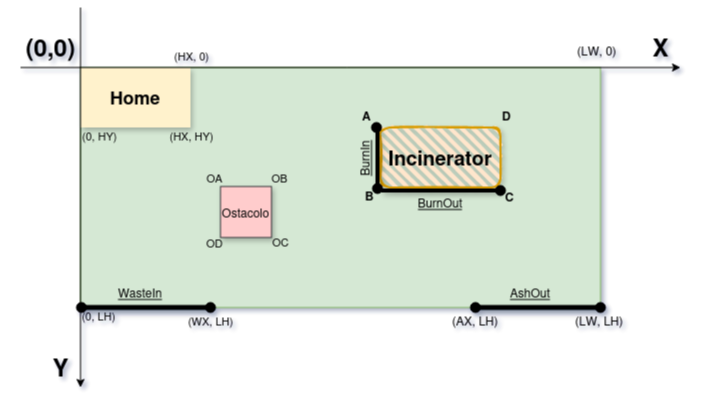 (0,0)
(HX, 0)
(LW, 0)
X
Home
(0, HY)
(HX, HY)
A
D
BurnIn
Incinerator
B
C
BurnOut
OA
OB
Ostacolo
OD
OC
WasteIn
AshOut
(0, LH)
(WX, LH)
(AX, LH)
(LW, LH)
Y